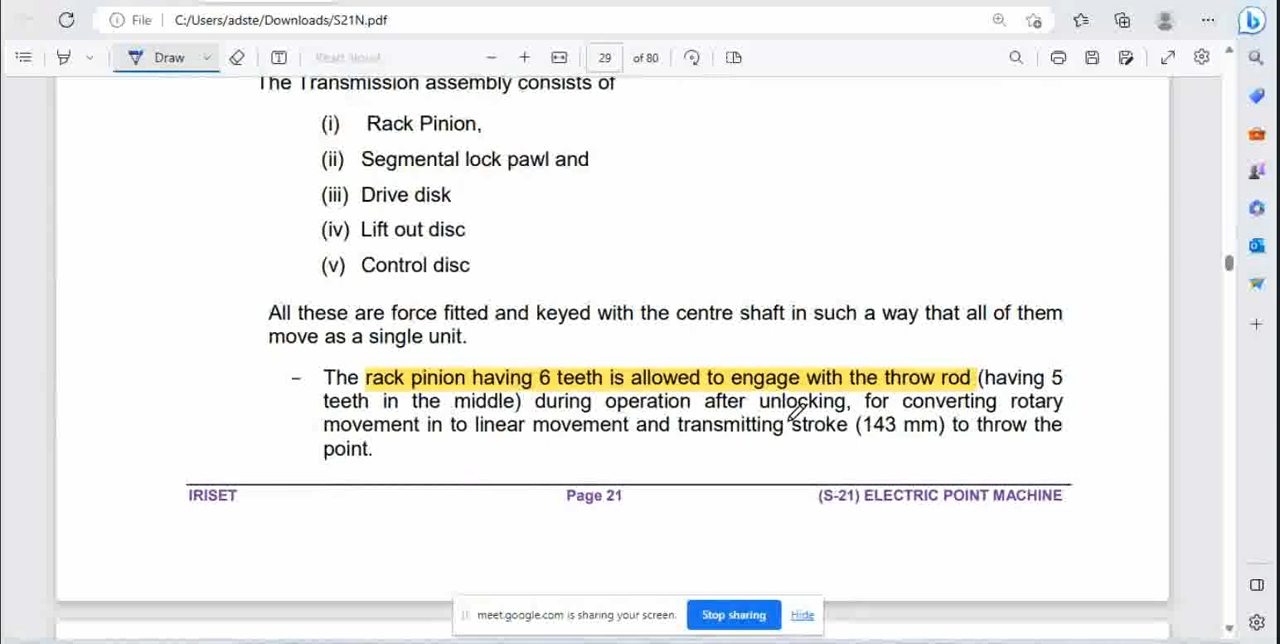 File
C:/Users/adste/Downloads/S21N.pdf
Draw
Read aloud
29 of 80
The Transmission assembly consists of
(i) Rack Pinion,
(ii) Segmental lock pawl and
(iii) Drive disk
(iv) Lift out disc
(v) Control disc
All these are force fitted and keyed with the centre shaft in such a way that all of them
move as a single unit.
– The rack pinion having 6 teeth is allowed to engage with the throw rod (having 5
teeth in the middle) during operation after unlocking, for converting rotary
movement in to linear movement and transmitting stroke (143 mm) to throw the
point.
IRISET Page 21 (S-21) ELECTRIC POINT MACHINE
meet.google.com is sharing your screen. Stop sharing Hide